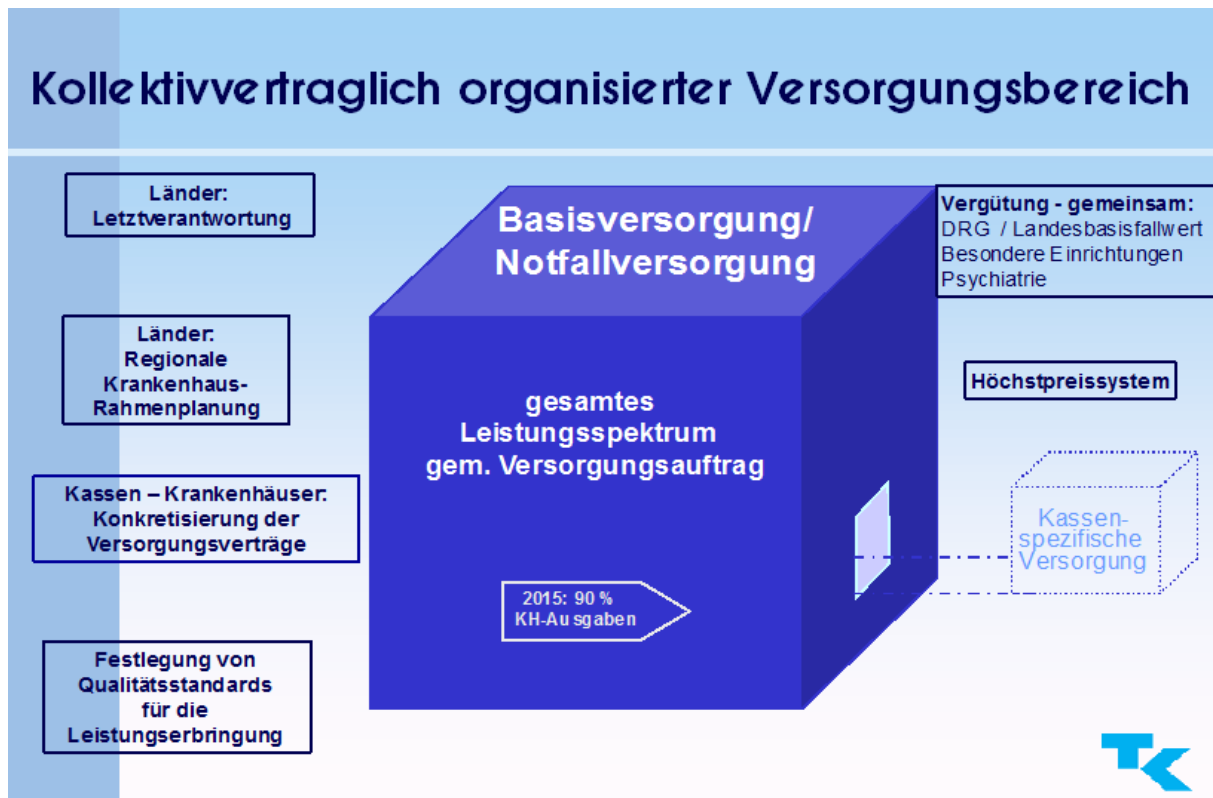 Kollektivvertraglich organisierter Versorgungsbereich
Länder:
Letztverantwortung
Länder:
Regionale
Krankenhaus-
Rahmenplanung
Kassen – Krankenhäuser:
Konkretisierung der
Versorgungsverträge
Festlegung von
Qualitätsstandards
für die
Leistungserbringung
Basisversorgung/
Notfallversorgung
gesamtes
Leistungsspektrum
gem. Versorgungsauftrag
2015: 90 %
KH-Ausgaben
Vergütung - gemeinsam:
DRG / Landesbasisfallwert
Besondere Einrichtungen
Psychiatrie
Höchstpreissystem
Kassen-
spezifische
Versorgung
TK